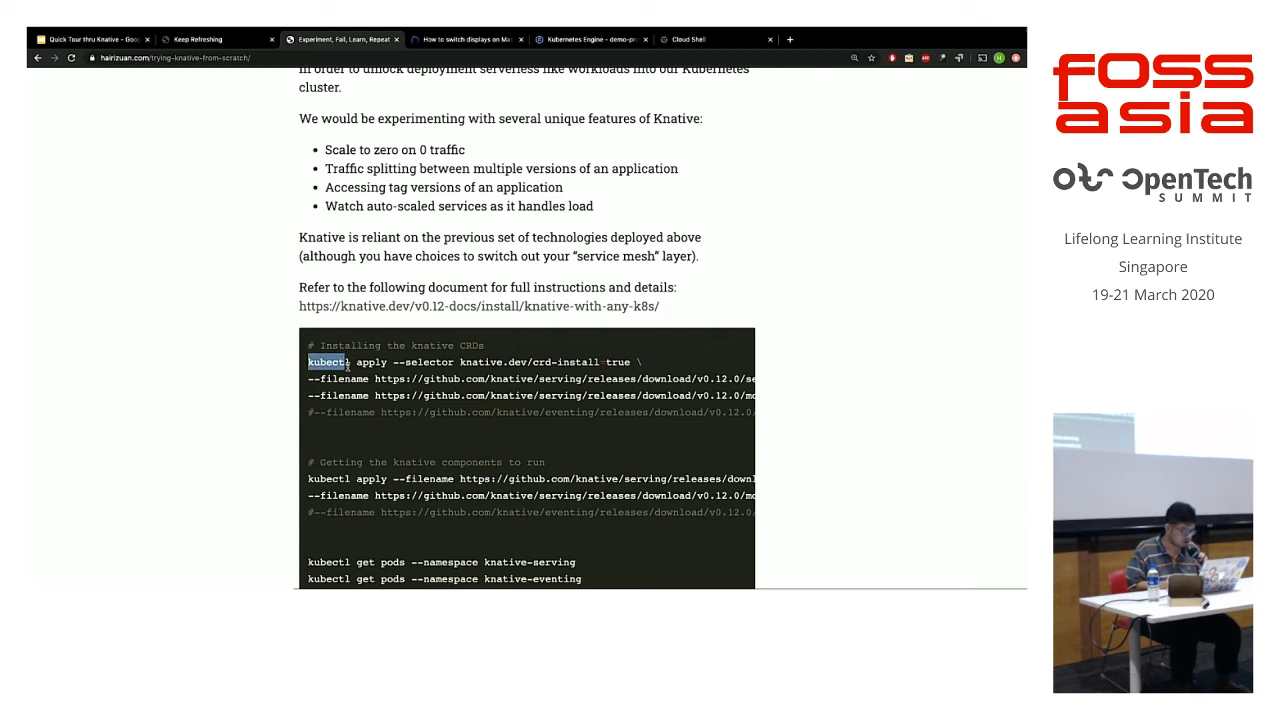 Quick Tour thru Knative - Goo
Keep Refreshing
Experiment, Fail, Learn, Repeat
How to switch displays on Mac
Kubernetes Engine - demo-pro
Cloud Shell
hairizuan.com/trying-knative-from-scratch/
in order to unlock deployment serverless like workloads into our Kubernetes
cluster.
We would be experimenting with several unique features of Knative:
• Scale to zero on 0 traffic
• Traffic splitting between multiple versions of an application
• Accessing tag versions of an application
• Watch auto-scaled services as it handles load
Knative is reliant on the previous set of technologies deployed above
(although you have choices to switch out your “service mesh” layer).
Refer to the following document for full instructions and details:
https://knative.dev/v0.12-docs/install/knative-with-any-k8s/
# Installing the knative CRDs
kubectl apply --selector knative.dev/crd-install=true \
--filename https://github.com/knative/serving/releases/download/v0.12.0/se
--filename https://github.com/knative/serving/releases/download/v0.12.0/mo
#--filename https://github.com/knative/eventing/releases/download/v0.12.0/
# Getting the knative components to run
kubectl apply --filename https://github.com/knative/serving/releases/downl
--filename https://github.com/knative/serving/releases/download/v0.12.0/mo
#--filename https://github.com/knative/eventing/releases/download/v0.12.0/
kubectl get pods --namespace knative-serving
kubectl get pods --namespace knative-eventing
foss
asia
OpenTech
SUMMIT
Lifelong Learning Institute
Singapore
19-21 March 2020